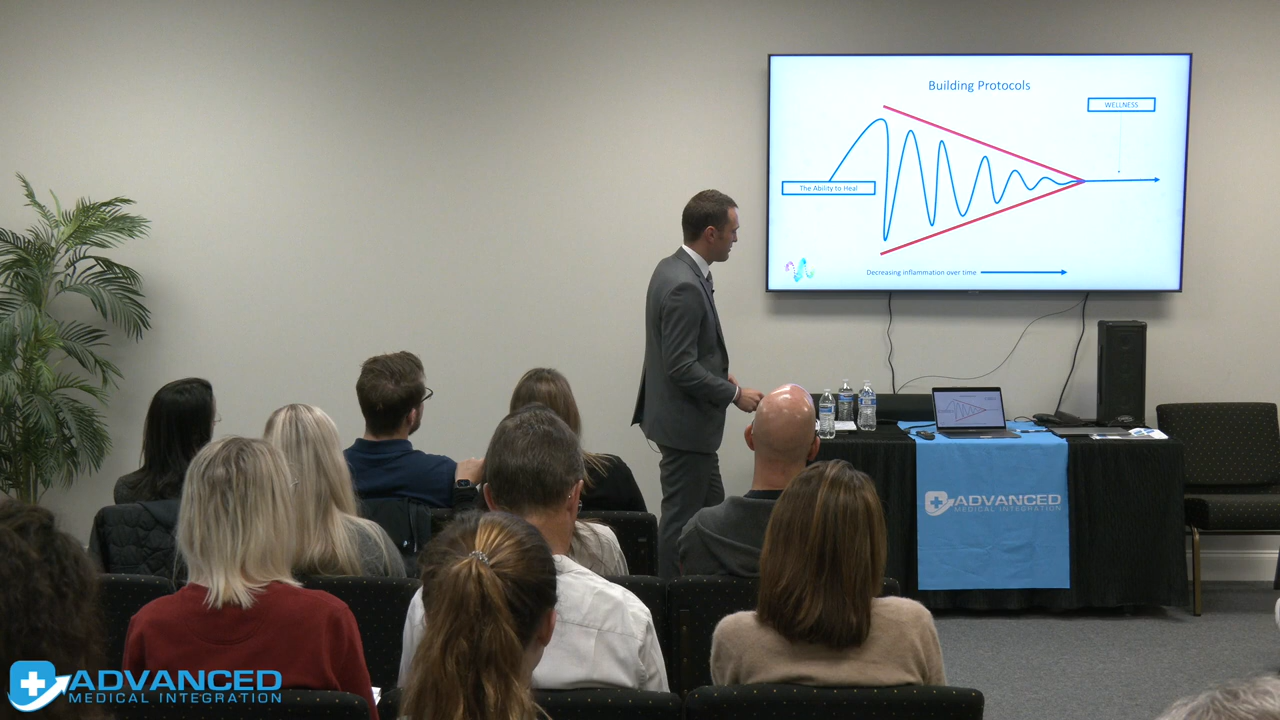 Building Protocols
WELLNESS
The Ability to Heal
Decreasing inflammation over time
ADVANCED
MEDICAL INTEGRATION
ADVANCED
MEDICAL INTEGRATION